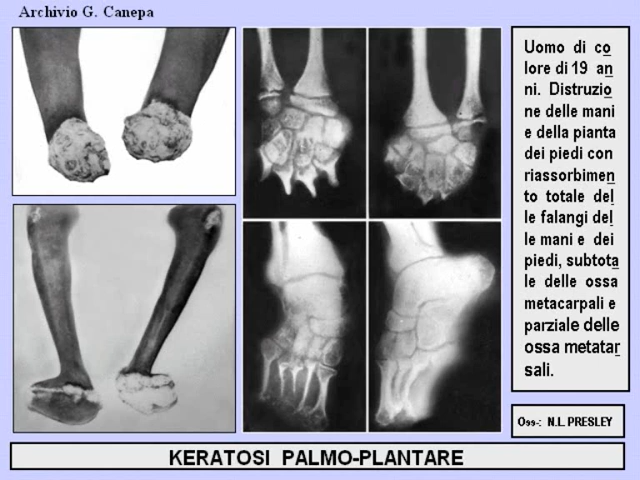 Archivio G. Canepa
Uomo di co
lore di 19 an
ni. Distruzio
ne delle mani
e della pianta
dei piedi con
riassorbimen
to totale del
le falangi del
le mani e dei
piedi, subtota
le delle ossa
metacarpali e
parziale delle
ossa metatar
sali.
Oss-: N.L. PRESLEY
KERATOSI PALMO-PLANTARE